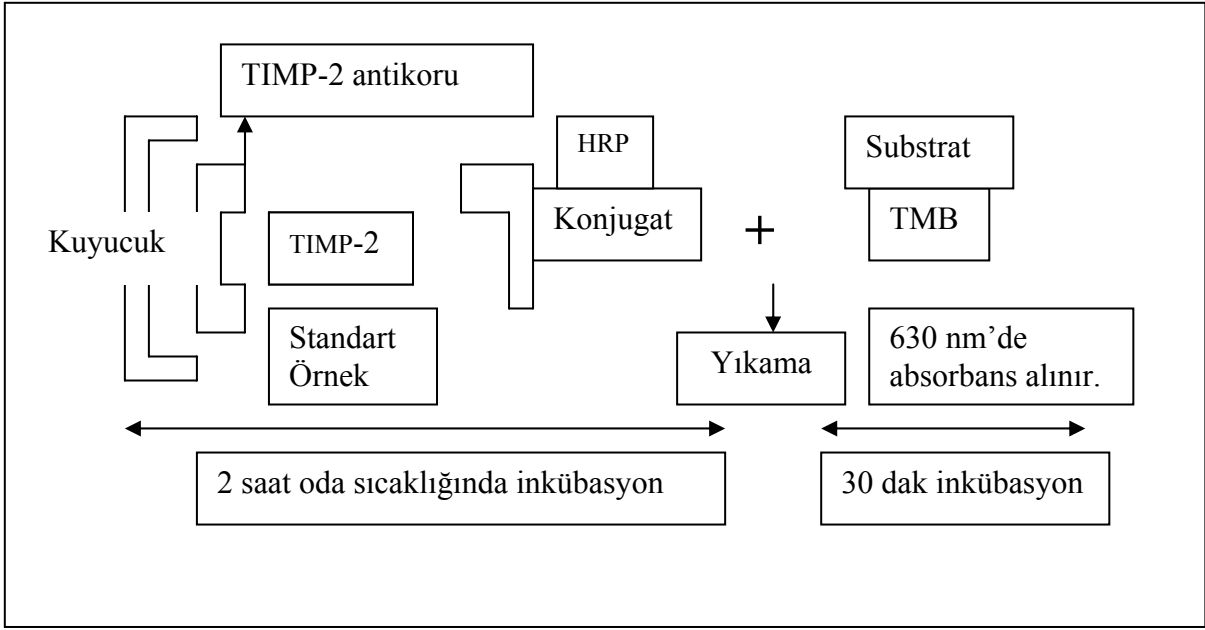 TIMP-2 antikoru
HRP
Substrat
Kuyucuk
TIMP-2
Konjugat
+
TMB
Standart
Örnek
Yıkama
630 nm’de
absorbans alınır.
2 saat oda sıcaklığında inkübasyon
30 dak inkübasyon